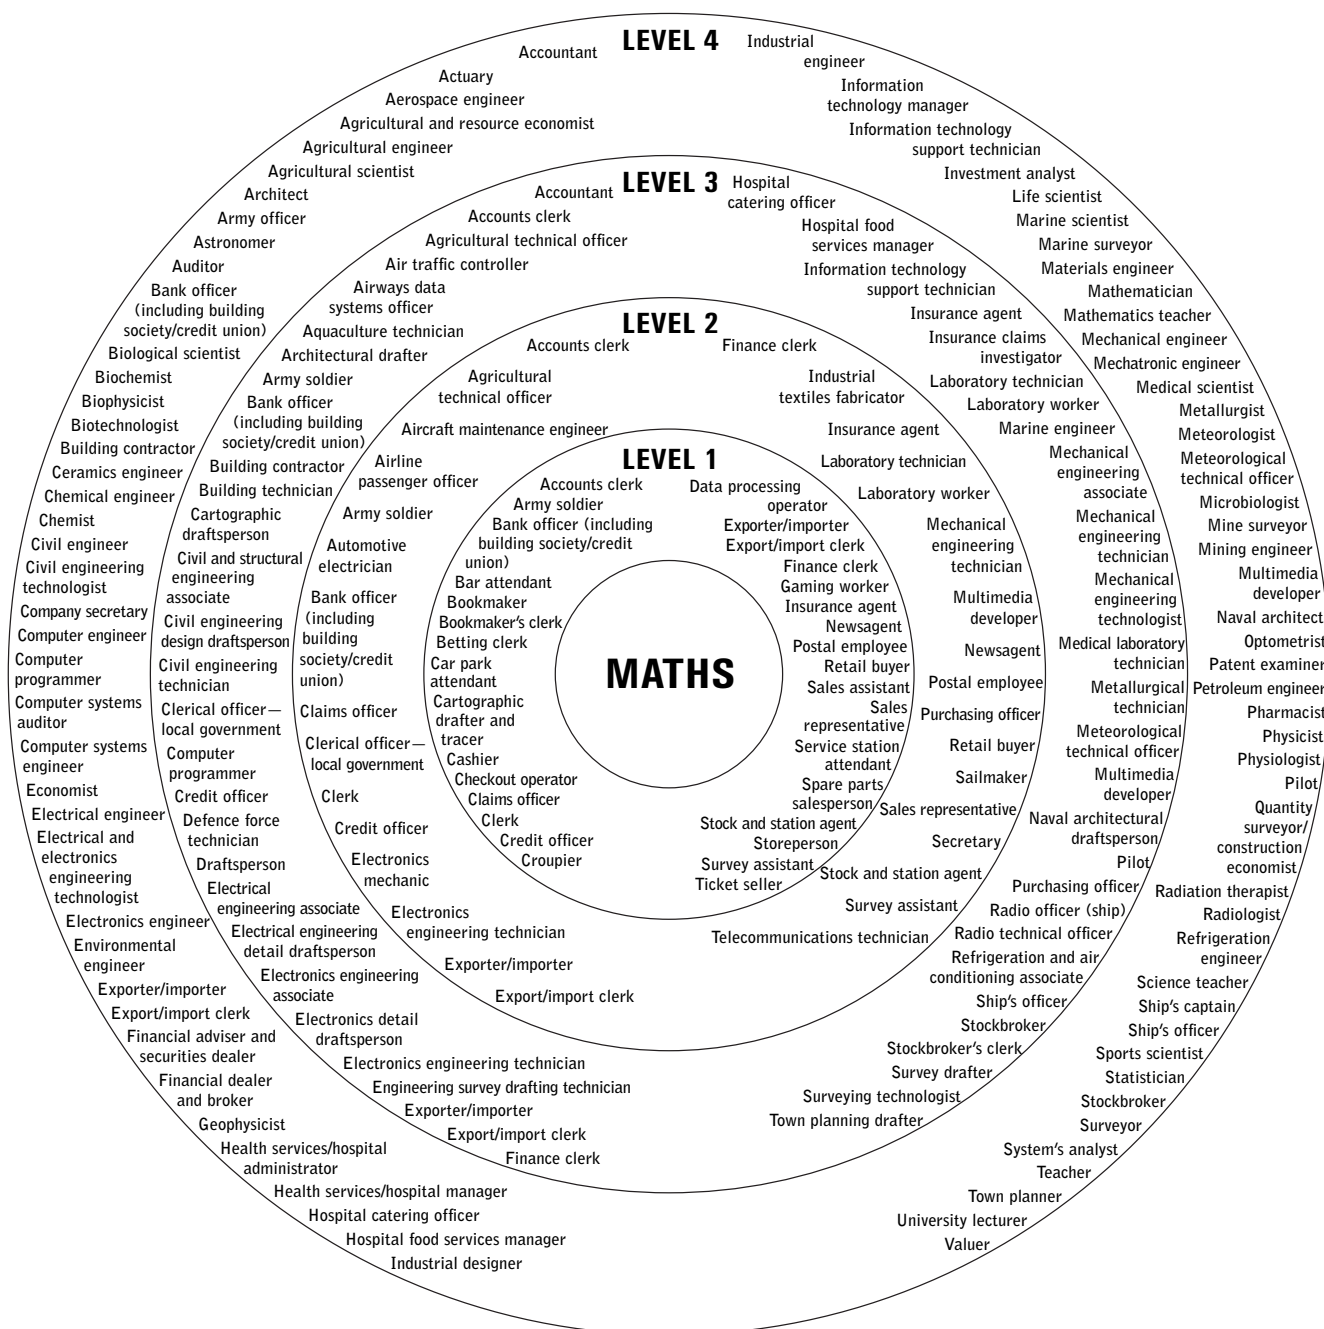 LEVEL 4
Accountant
Actuary
Aerospace engineer
Agricultural and resource economist
Agricultural engineer
Agricultural scientist
Architect
Army officer
Astronomer
Auditor
Bank officer
(including building
society/credit union)
Biological scientist
Biochemist
Biophysicist
Biotechnologist
Building contractor
Ceramics engineer
Chemical engineer
Chemist
Civil engineer
Civil engineering
technologist
Company secretary
Computer engineer
Computer
programmer
Computer systems
auditor
Computer systems
engineer
Economist
Electrical engineer
Electrical and
electronics
engineering
technologist
Electronics engineer
Environmental
engineer
Exporter/importer
Export/import clerk
Financial adviser and
securities dealer
Financial dealer
and broker
Geophysicist
Health services/hospital
administrator
Health services/hospital manager
Hospital catering officer
Hospital food services manager
Industrial designer
Industrial
engineer
Information
technology manager
Information technology
support technician
Investment analyst
Life scientist
Marine scientist
Marine surveyor
Materials engineer
Mathematician
Mathematics teacher
Mechanical engineer
Mechatronic engineer
Medical scientist
Metallurgist
Meteorologist
Meteorological
technical officer
Microbiologist
Mine surveyor
Mining engineer
Multimedia
developer
Naval architect
Optometrist
Patent examiner
Petroleum engineer
Pharmacist
Physicist
Physiologist
Pilot
Quantity
surveyor/
construction
economist
Radiation therapist
Radiologist
Refrigeration
engineer
Science teacher
Ship's captain
Ship's officer
Sports scientist
Statistician
Stockbroker
Surveyor
System's analyst
Teacher
Town planner
University lecturer
Valuer
LEVEL 3
Accountant
Accounts clerk
Agricultural technical officer
Air traffic controller
Airways data
systems officer
Aquaculture technician
Architectural drafter
Army soldier
Bank officer
(including building
society/credit union)
Building contractor
Building technician
Cartographic
draftsperson
Civil and structural
engineering
associate
Civil engineering
design draftsperson
Civil engineering
technician
Clerical officer—
local government
Computer
programmer
Credit officer
Defence force
technician
Draftsperson
Electrical
engineering associate
Electrical engineering
detail draftsperson
Electronics engineering
associate
Electronics detail
draftsperson
Electronics engineering technician
Engineering survey drafting technician
Exporter/importer
Export/import clerk
Finance clerk
Hospital
catering officer
Hospital food
services manager
Information technology
support technician
Insurance agent
Insurance claims
investigator
Laboratory technician
Laboratory worker
Marine engineer
Mechanical
engineering
associate
Mechanical
engineering
technician
Mechanical
engineering
technologist
Medical laboratory
technician
Metallurgical
technician
Meteorological
technical officer
Multimedia
developer
Naval architectural
draftsperson
Pilot
Purchasing officer
Radio officer (ship)
Radio technical officer
Refrigeration and air
conditioning associate
Ship's officer
Stockbroker
Stockbroker's clerk
Survey drafter
Surveying technologist
Town planning drafter
LEVEL 2
Accounts clerk
Agricultural
technical officer
Aircraft maintenance engineer
Airline
passenger officer
Army soldier
Automotive
electrician
Bank officer
(including
building
society/credit
union)
Claims officer
Clerical officer—
local government
Clerk
Credit officer
Electronics
mechanic
Electronics
engineering technician
Exporter/importer
Export/import clerk
Finance clerk
Industrial
textiles fabricator
Insurance agent
Laboratory technician
Laboratory worker
Mechanical
engineering
technician
Multimedia
developer
Newsagent
Postal employee
Purchasing officer
Retail buyer
Sailmaker
Sales representative
Secretary
Stock and station agent
Survey assistant
Telecommunications technician
LEVEL 1
Accounts clerk
Army soldier
Bank officer (including
building society/credit
union)
Bar attendant
Bookmaker
Bookmaker's clerk
Betting clerk
Car park
attendant
Cartographic
drafter and
tracer
Cashier
Checkout operator
Claims officer
Clerk
Credit officer
Croupier
Data processing
operator
Exporter/importer
Export/import clerk
Finance clerk
Gaming worker
Insurance agent
Newsagent
Postal employee
Retail buyer
Sales assistant
Sales
representative
Service station
attendant
Spare parts
salesperson
Stock and station agent
Storeperson
Survey assistant
Ticket seller
MATHS